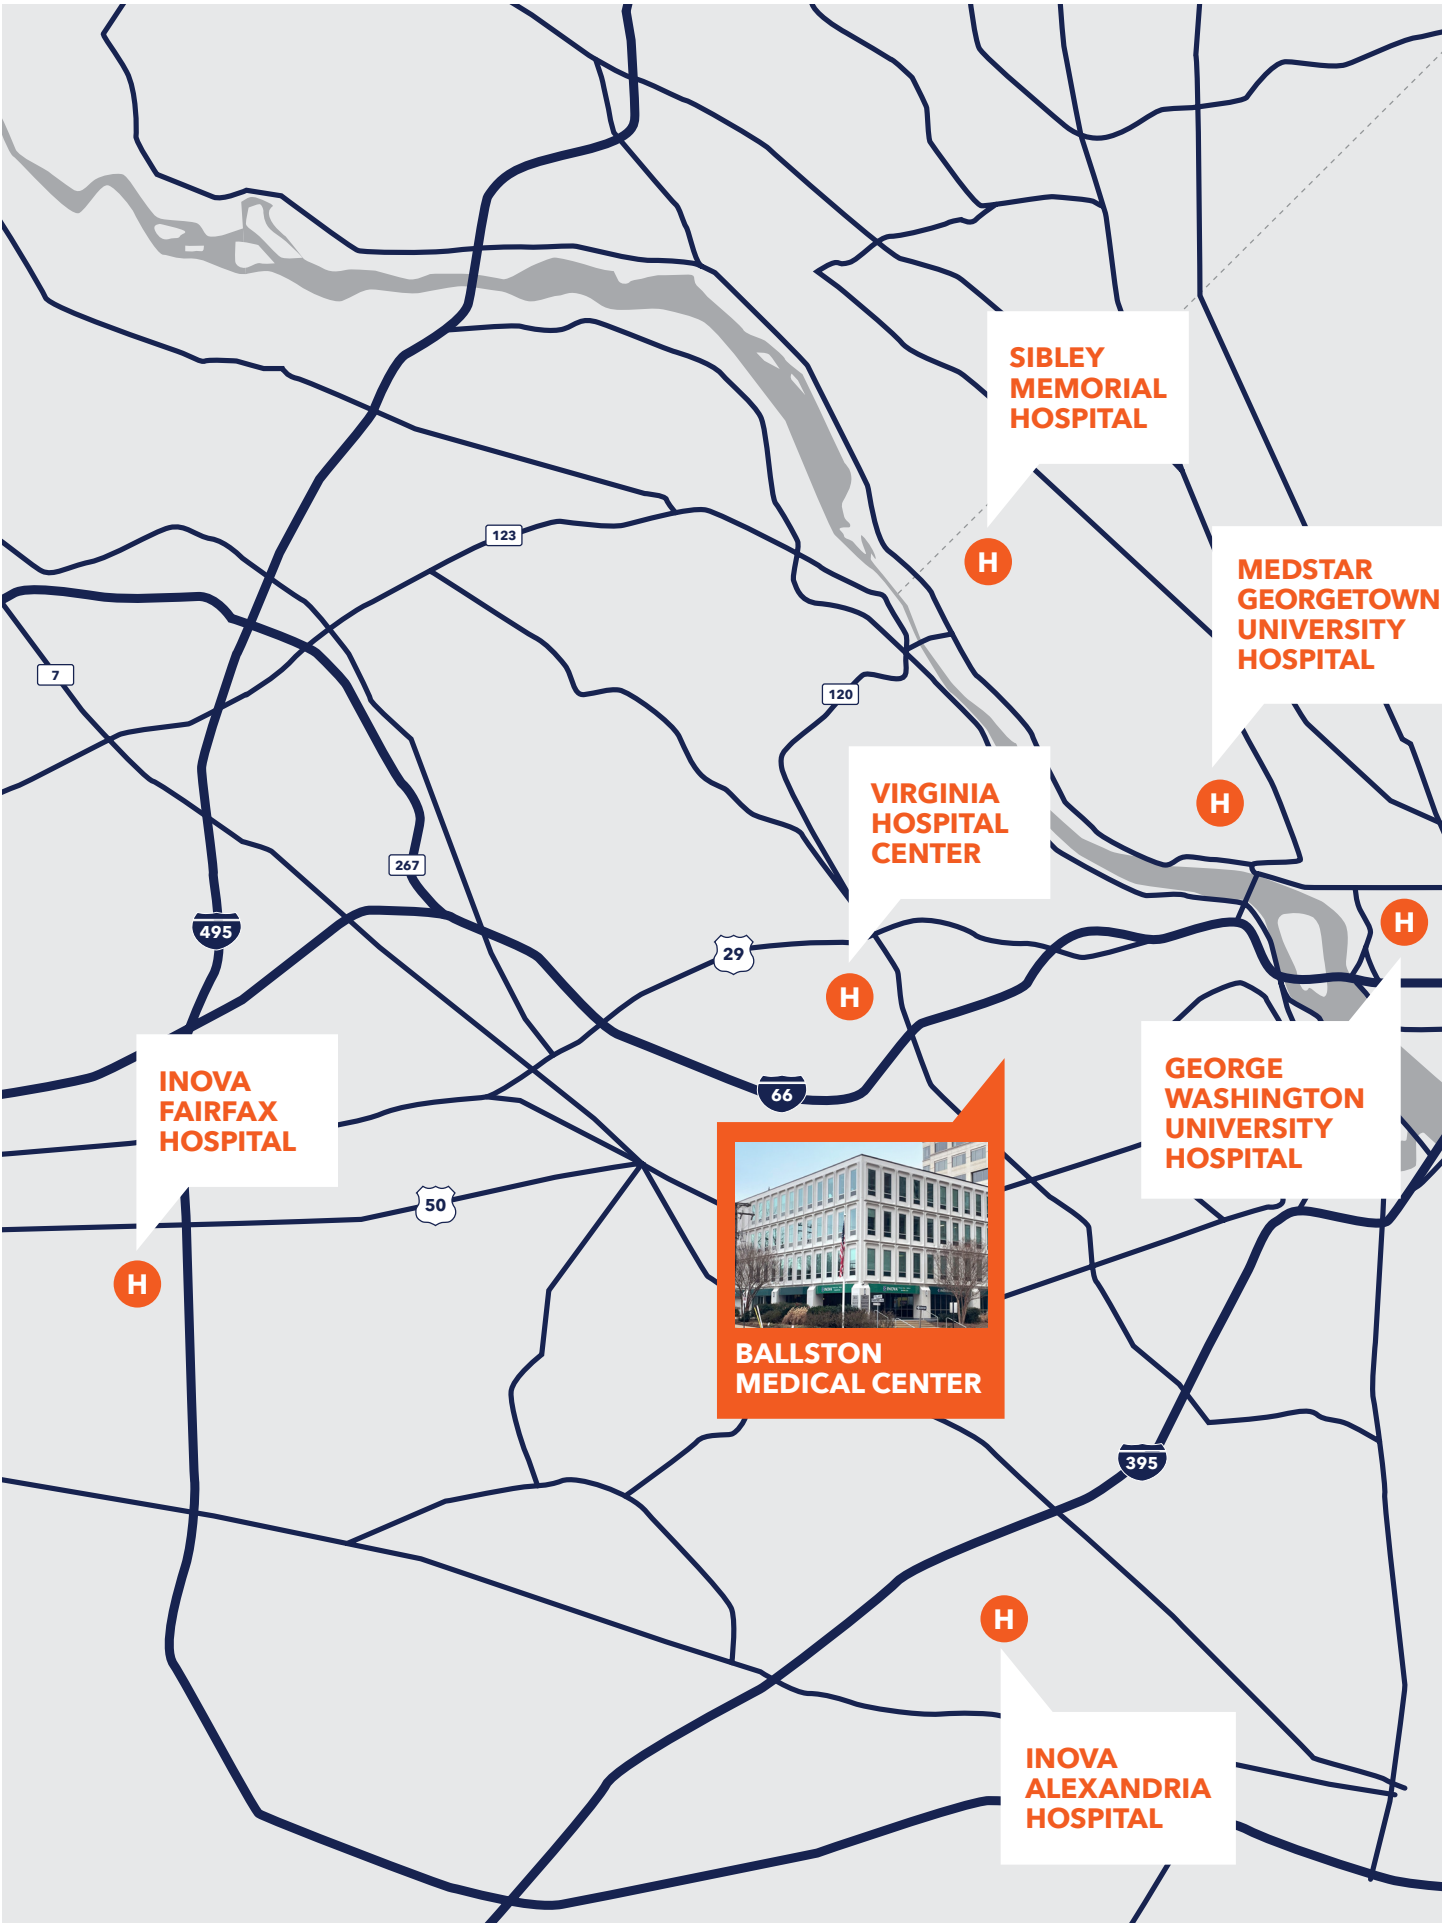 SIBLEY
MEMORIAL
HOSPITAL
H
123
MEDSTAR
GEORGETOWN
UNIVERSITY
HOSPITAL
H
7
120
VIRGINIA
HOSPITAL
CENTER
H
267
495
29
H
GEORGE
WASHINGTON
UNIVERSITY
HOSPITAL
INOVA
FAIRFAX
HOSPITAL
H
66
50
BALLSTON
MEDICAL CENTER
395
H
INOVA
ALEXANDRIA
HOSPITAL